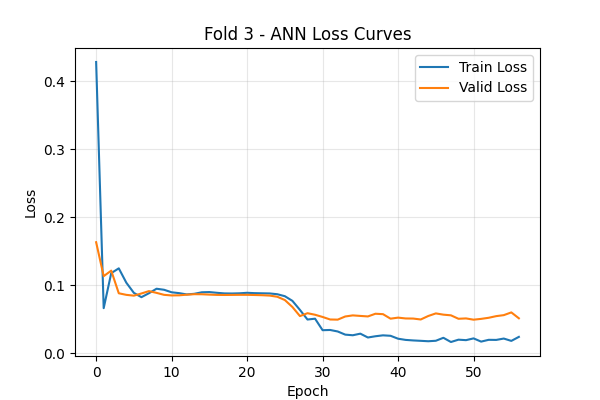 Fold 3 - ANN Loss Curves
Train Loss
Valid Loss
Loss
0.4
0.3
0.2
0.1
0.0
0 10 20 30 40 50
Epoch